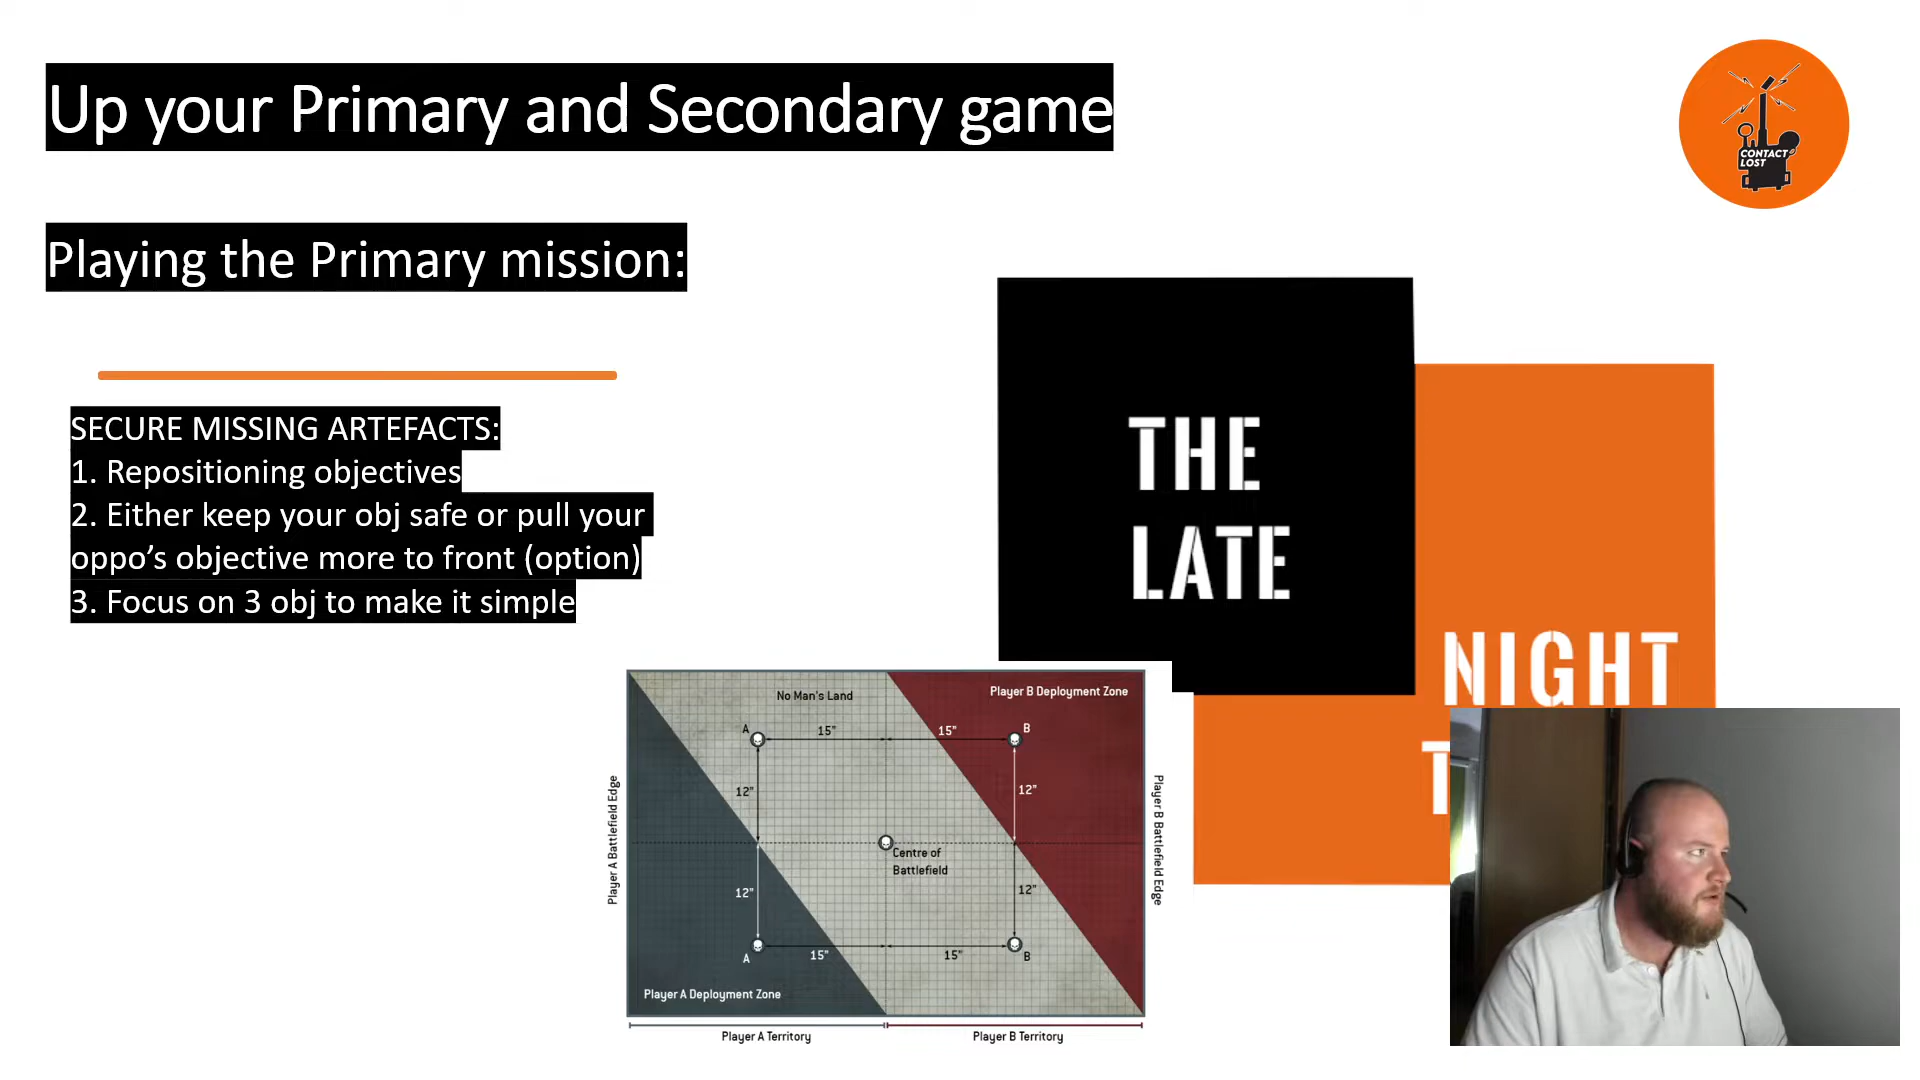 Up your Primary and Secondary game
CONTACT
LOST
Playing the Primary mission:
SECURE MISSING ARTEFACTS:
1. Repositioning objectives
2. Either keep your obj safe or pull your
oppo's objective more to front (option)
3. Focus on 3 obj to make it simple
THE
LATE
NIGHT
T
No Man's Land
Player B Deployment Zone
A
15"
15"
B
12"
12"
Player A Battlefield Edge
Player B Battlefield Edge
Centre of
Battlefield
12"
12"
A
15"
15"
B
Player A Deployment Zone
Player A Territory
Player B Territory